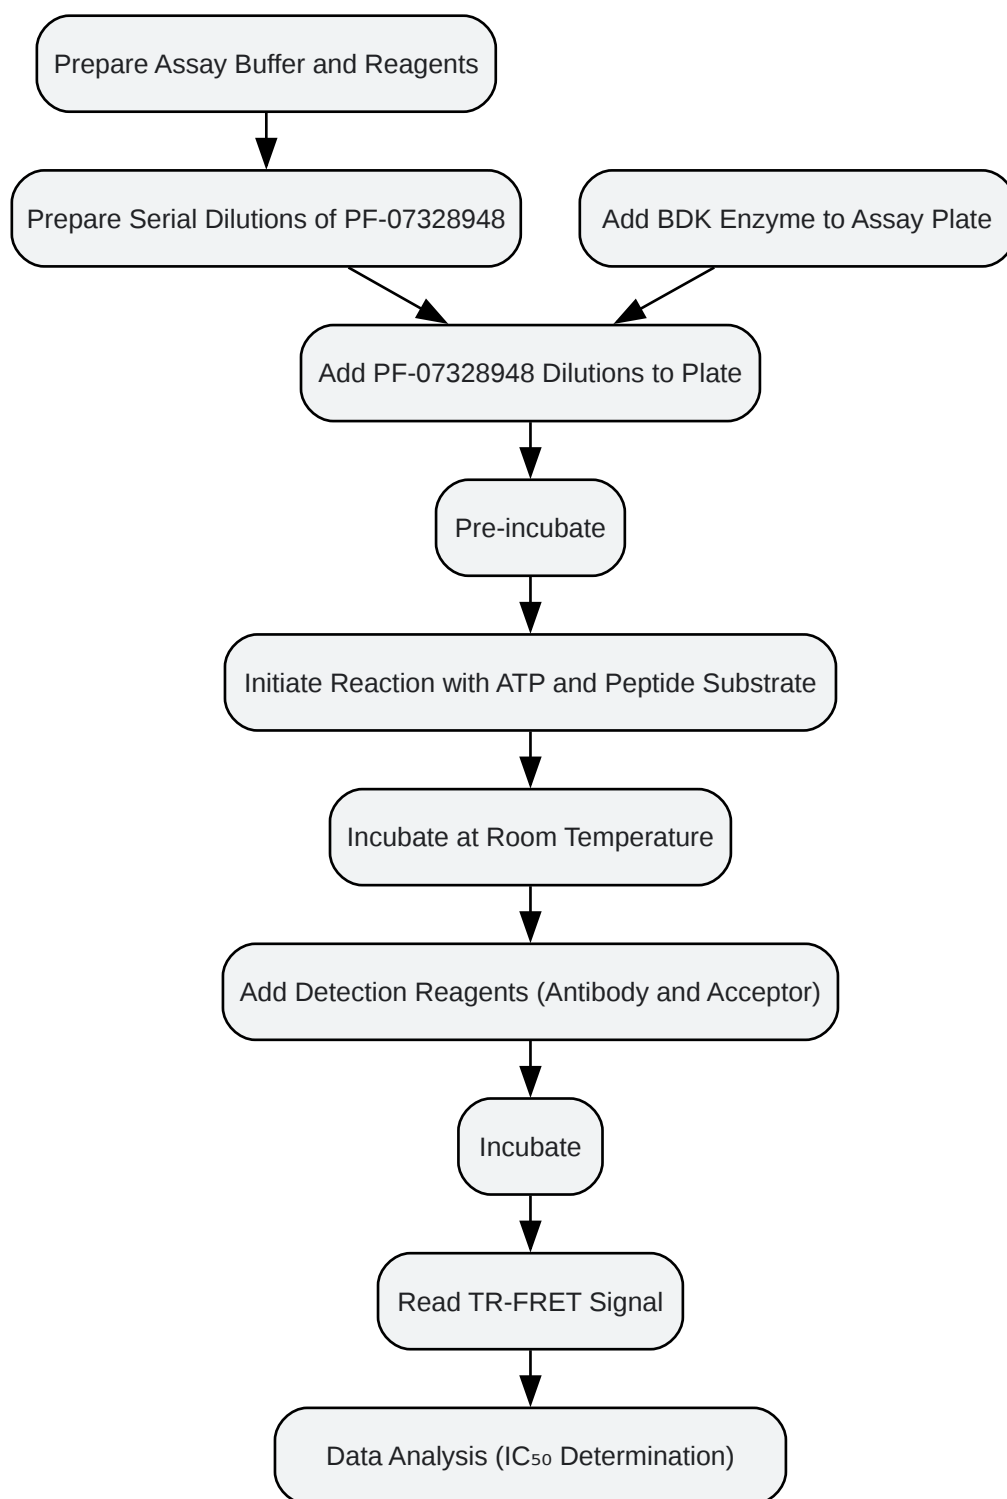 Prepare Assay Buffer and Reagents
Prepare Serial Dilutions of PF-07328948
Add BDK Enzyme to Assay Plate
Add PF-07328948 Dilutions to Plate
Pre-incubate
Initiate Reaction with ATP and Peptide Substrate
Incubate at Room Temperature
Add Detection Reagents (Antibody and Acceptor)
Incubate
Read TR-FRET Signal
Data Analysis (IC₅₀ Determination)